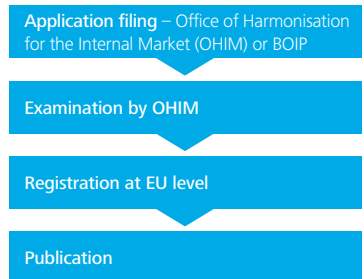 Application filing – Office of Harmonisation
for the Internal Market (OHIM) or BOIP
Examination by OHIM
Registration at EU level
Publication